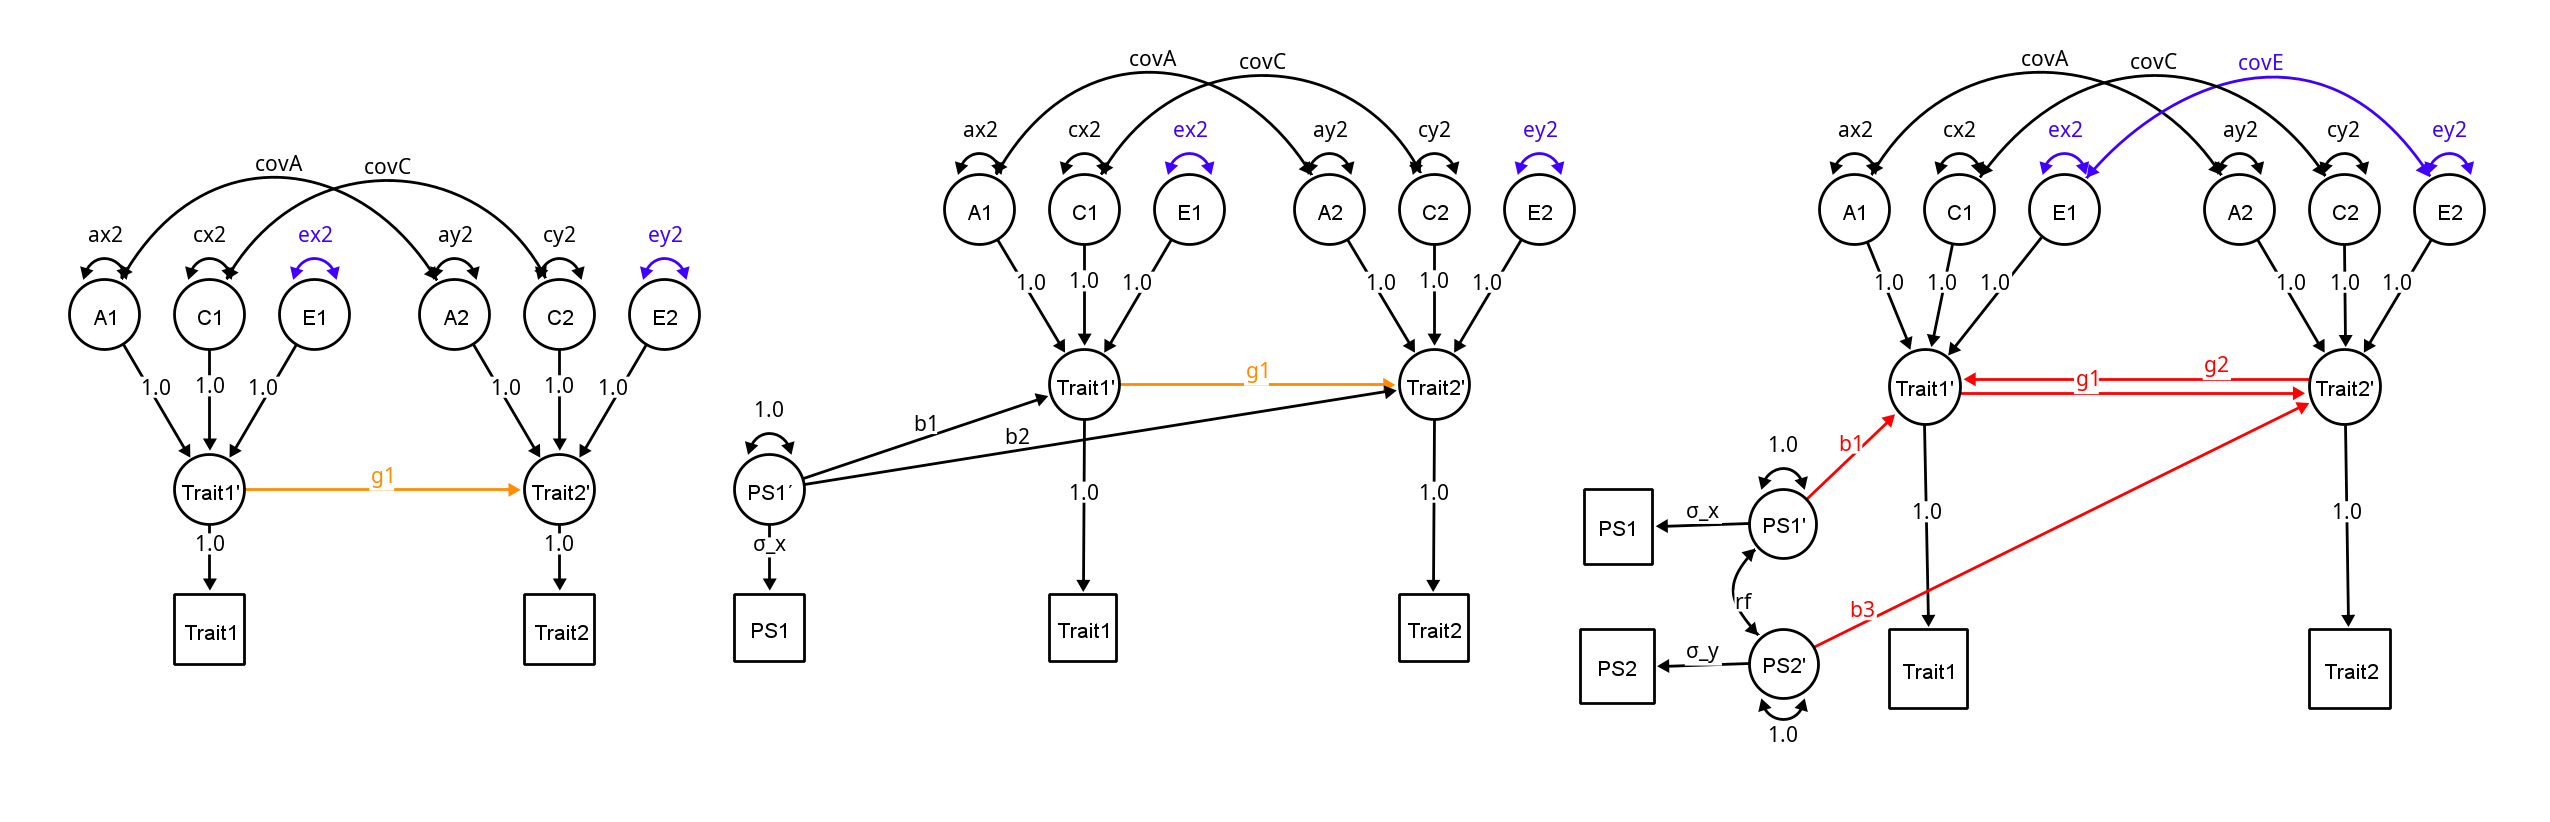 covA covC
ax2 cx2 ex2 ay2 cy2 ey2
A1 C1 E1 A2 C2 E2
1.0 1.0 1.0 1.0 1.0 1.0
g1
Trait1' Trait2'
1.0 1.0
Trait1 Trait2
covA covC
ax2 cx2 ex2 ay2 cy2 ey2
A1 C1 E1 A2 C2 E2
1.0 1.0 1.0 1.0 1.0 1.0
g1
Trait1' Trait2'
1.0
b1
b2
PS1´ 1.0 1.0
σ_x
PS1 Trait1 Trait2
covA covC covE
ax2 cx2 ex2 ay2 cy2 ey2
A1 C1 E1 A2 C2 E2
1.0 1.0 1.0 1.0 1.0 1.0
g2
g1
Trait1' Trait2'
1.0 b1
σ_x 1.0 1.0
PS1 PS1'
rf b3
σ_y
PS2 PS2' Trait1 Trait2
1.0